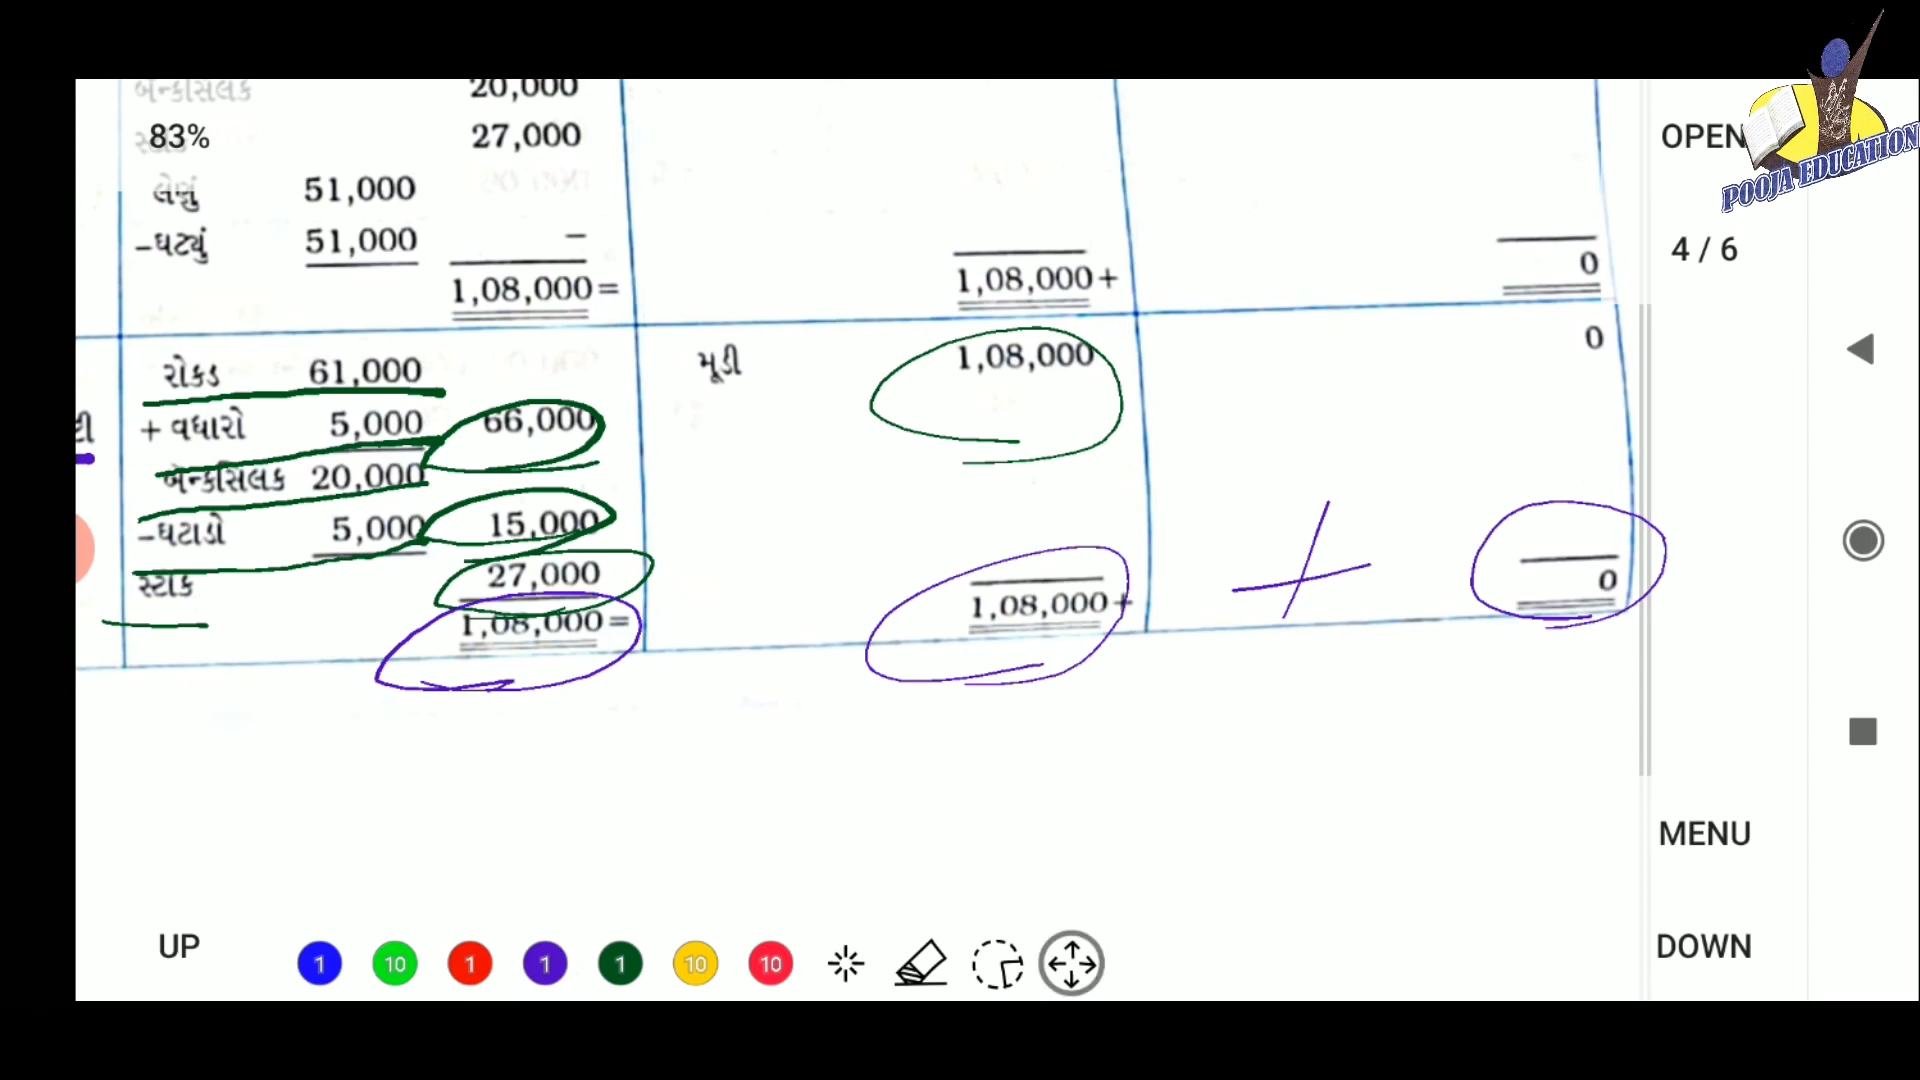 બેન્કસિલક 20,000
83% 27,000
લેણું 51,000
–ઘટ્યું 51,000 –
1,08,000= 1,08,000+ 0
રોકડ 61,000 મૂડી 1,08,000 0
+ વધારો 5,000 66,000
બેન્કસિલક 20,000
–ઘટાડો 5,000 15,000
સ્ટૉક 27,000
1,08,000= 1,08,000+ + 0
OPEN
POOJA EDUCATION
4 / 6
MENU
UP 1 10 1 1 1 10 10 DOWN